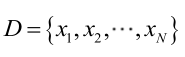 D = {x₁, x₂, ⋯, x_N}